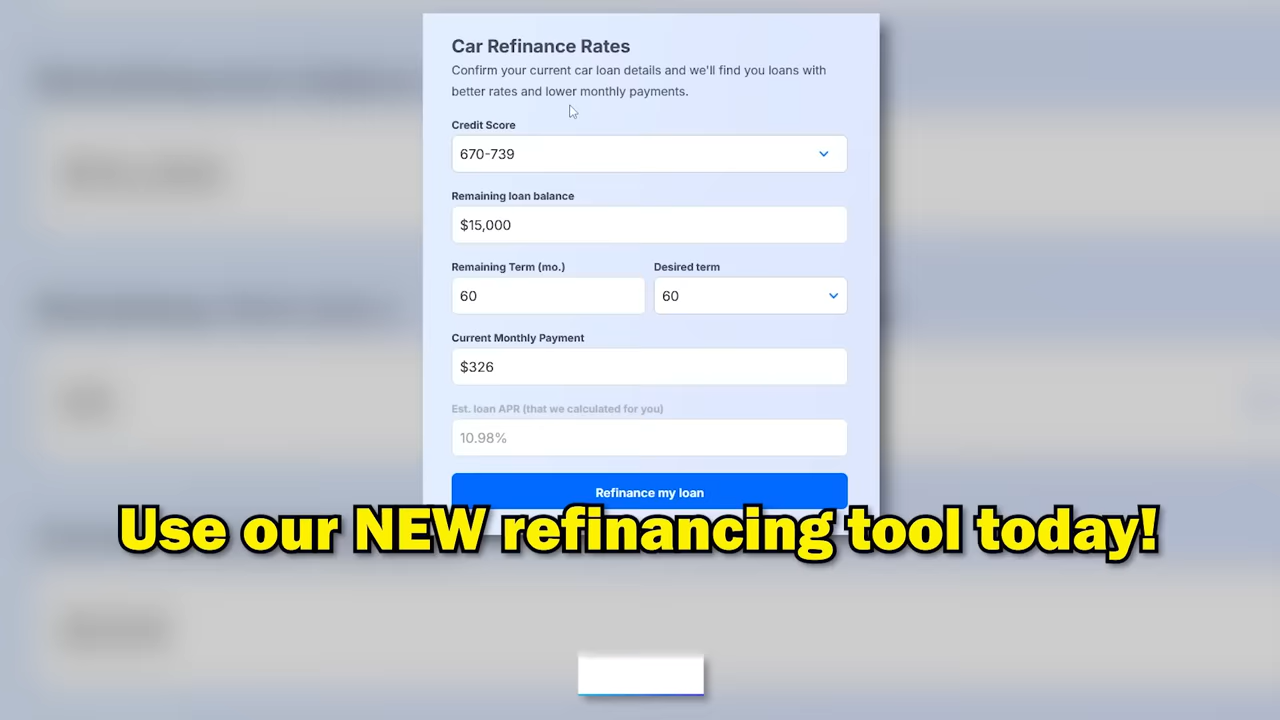 Car Refinance Rates
Confirm your current car loan details and we'll find you loans with
better rates and lower monthly payments.
Credit Score
670-739
Remaining loan balance
$15,000
Remaining Term (mo.)
Desired term
60
60
Current Monthly Payment
$326
Est. loan APR (that we calculated for you)
10.98%
Refinance my loan
Use our NEW refinancing tool today!